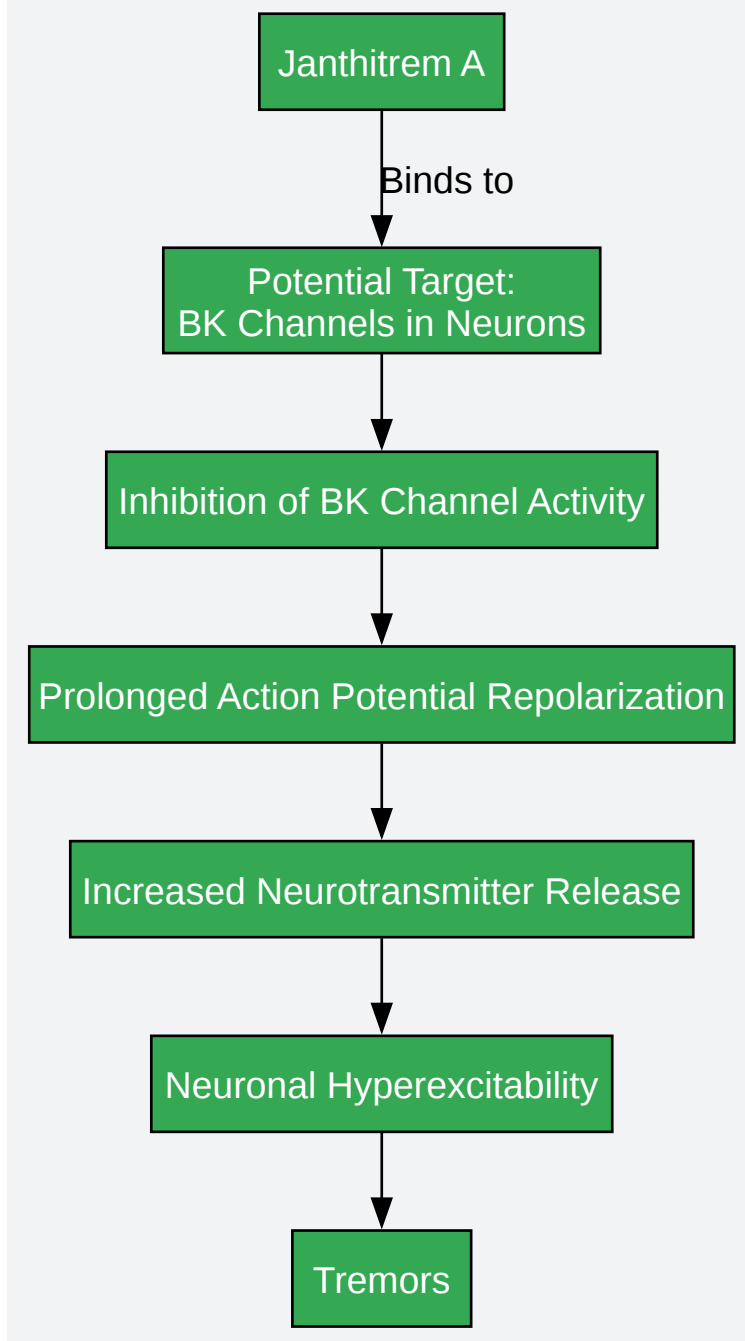 Janthitrem A
Binds to
Potential Target:
BK Channels in Neurons
Inhibition of BK Channel Activity
Prolonged Action Potential Repolarization
Increased Neurotransmitter Release
Neuronal Hyperexcitability
Tremors